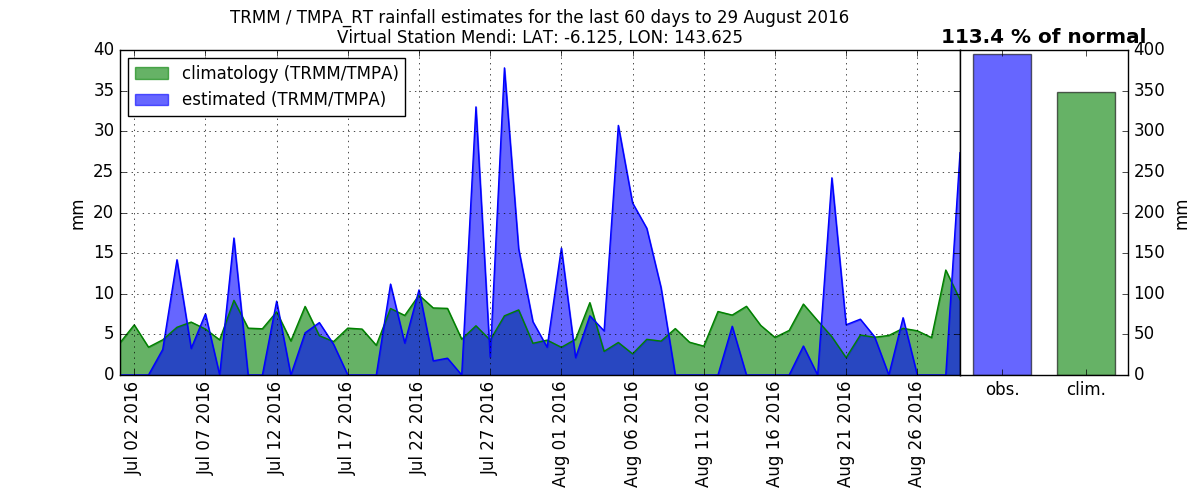 TRMM / TMPA_RT rainfall estimates for the last 60 days to 29 August 2016
Virtual Station Mendi: LAT: -6.125, LON: 143.625
113.4 % of normal
climatology (TRMM/TMPA)
estimated (TRMM/TMPA)
mm
40
35
30
25
20
15
10
5
0
Jul 02 2016
Jul 07 2016
Jul 12 2016
Jul 17 2016
Jul 22 2016
Jul 27 2016
Aug 01 2016
Aug 06 2016
Aug 11 2016
Aug 16 2016
Aug 21 2016
Aug 26 2016
obs.
clim.
400
350
300
250
200
150
100
50
0
mm